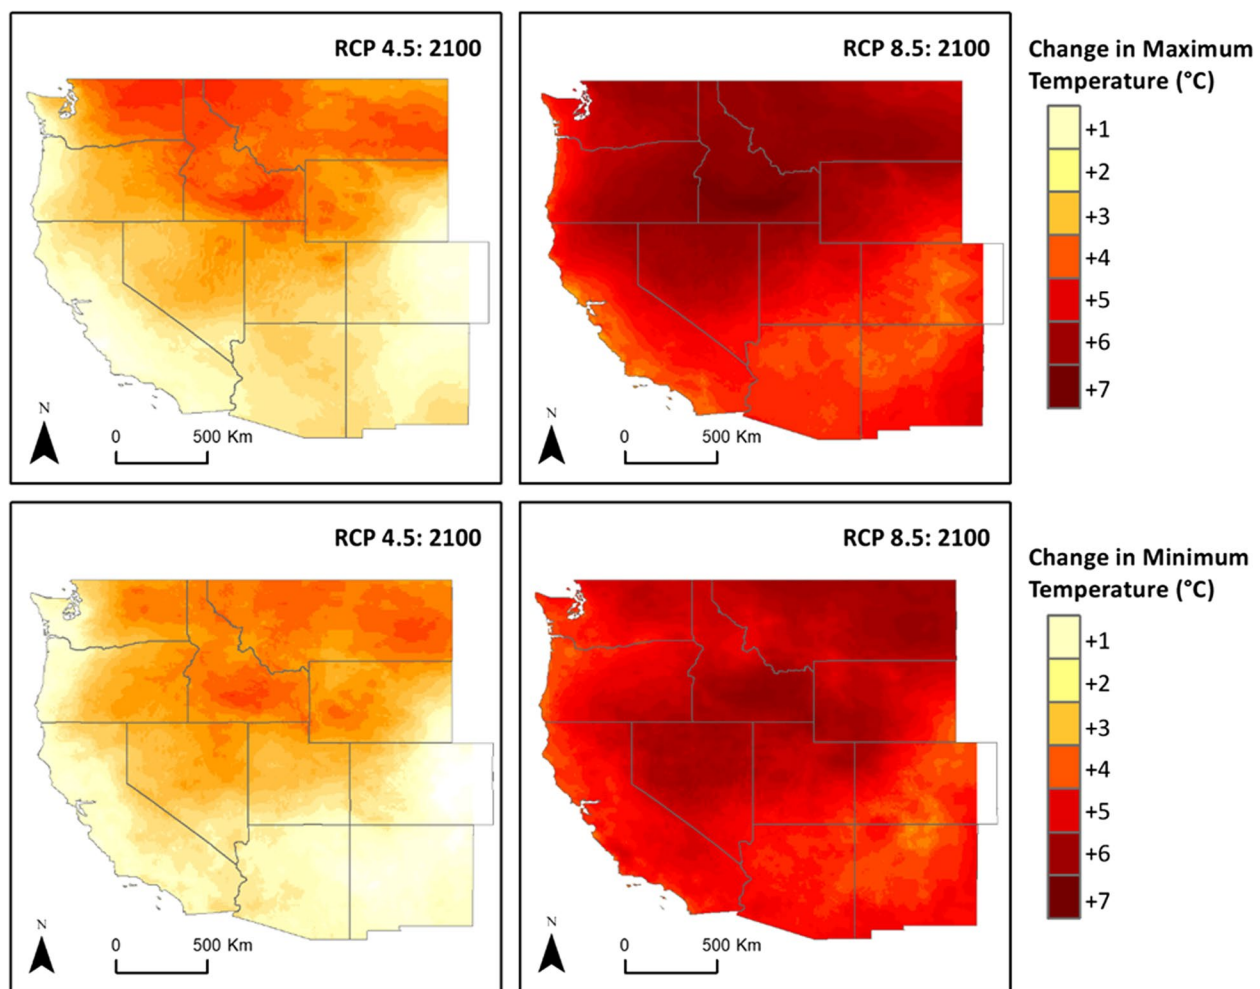 RCP 4.5: 2100
RCP 8.5: 2100
Change in Maximum
Temperature (°C)
+1
+2
+3
+4
+5
+6
+7
N
0 500 Km
N
0 500 Km
RCP 4.5: 2100
RCP 8.5: 2100
Change in Minimum
Temperature (°C)
+1
+2
+3
+4
+5
+6
+7
N
0 500 Km
N
0 500 Km